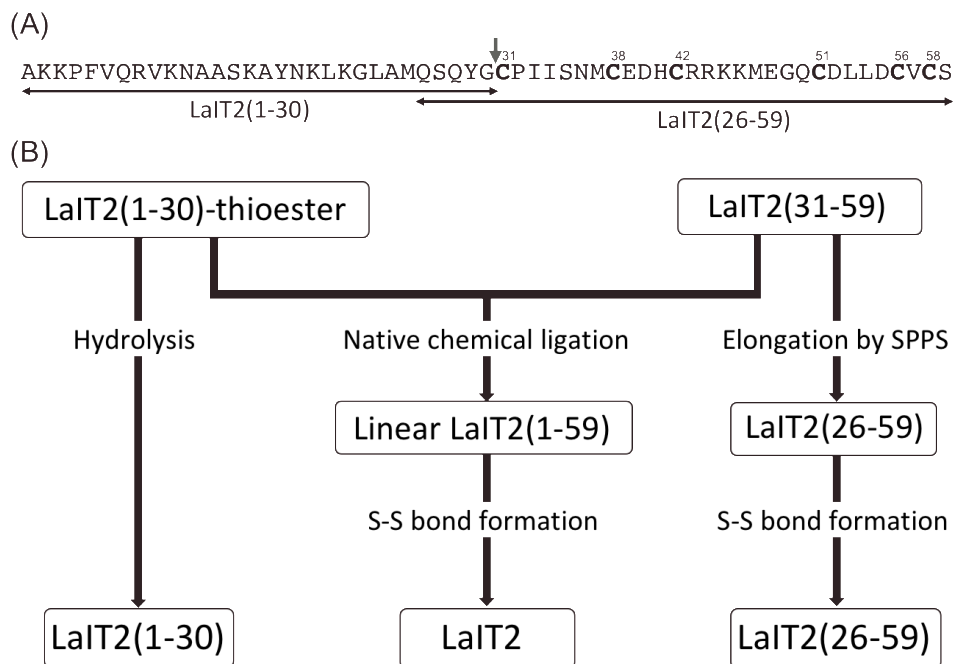 (A)
31 38 42 51 56 58
AKKPFVQRVKNAASKAYNKLKGLAMQSQYGCPIISNMCEDHCRRKKMEGQCDLLDCVCS
LaIT2(1-30)
LaIT2(26-59)
(B)
LaIT2(1-30)-thioester LaIT2(31-59)
Hydrolysis Native chemical ligation Elongation by SPPS
Linear LaIT2(1-59) LaIT2(26-59)
S-S bond formation S-S bond formation
LaIT2(1-30) LaIT2 LaIT2(26-59)